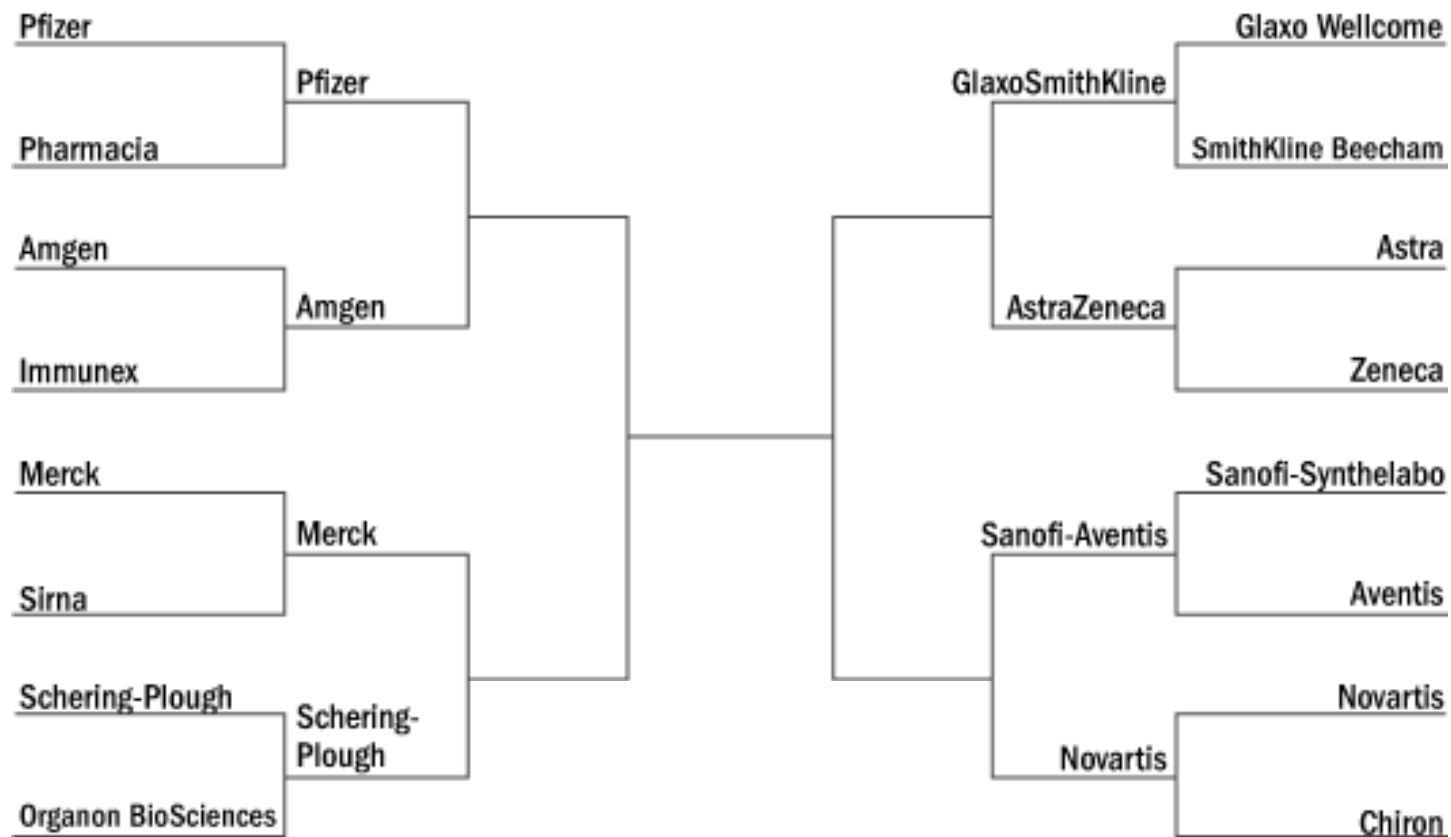 Pfizer
Glaxo Wellcome
Pfizer
GlaxoSmithKline
Pharmacia
SmithKline Beecham
Amgen
Astra
Amgen
AstraZeneca
Immunex
Zeneca
Merck
Sanofi-Synthelabo
Merck
Sanofi-Aventis
Sirna
Aventis
Schering-Plough
Novartis
Schering-
Plough
Novartis
Organon BioSciences
Chiron